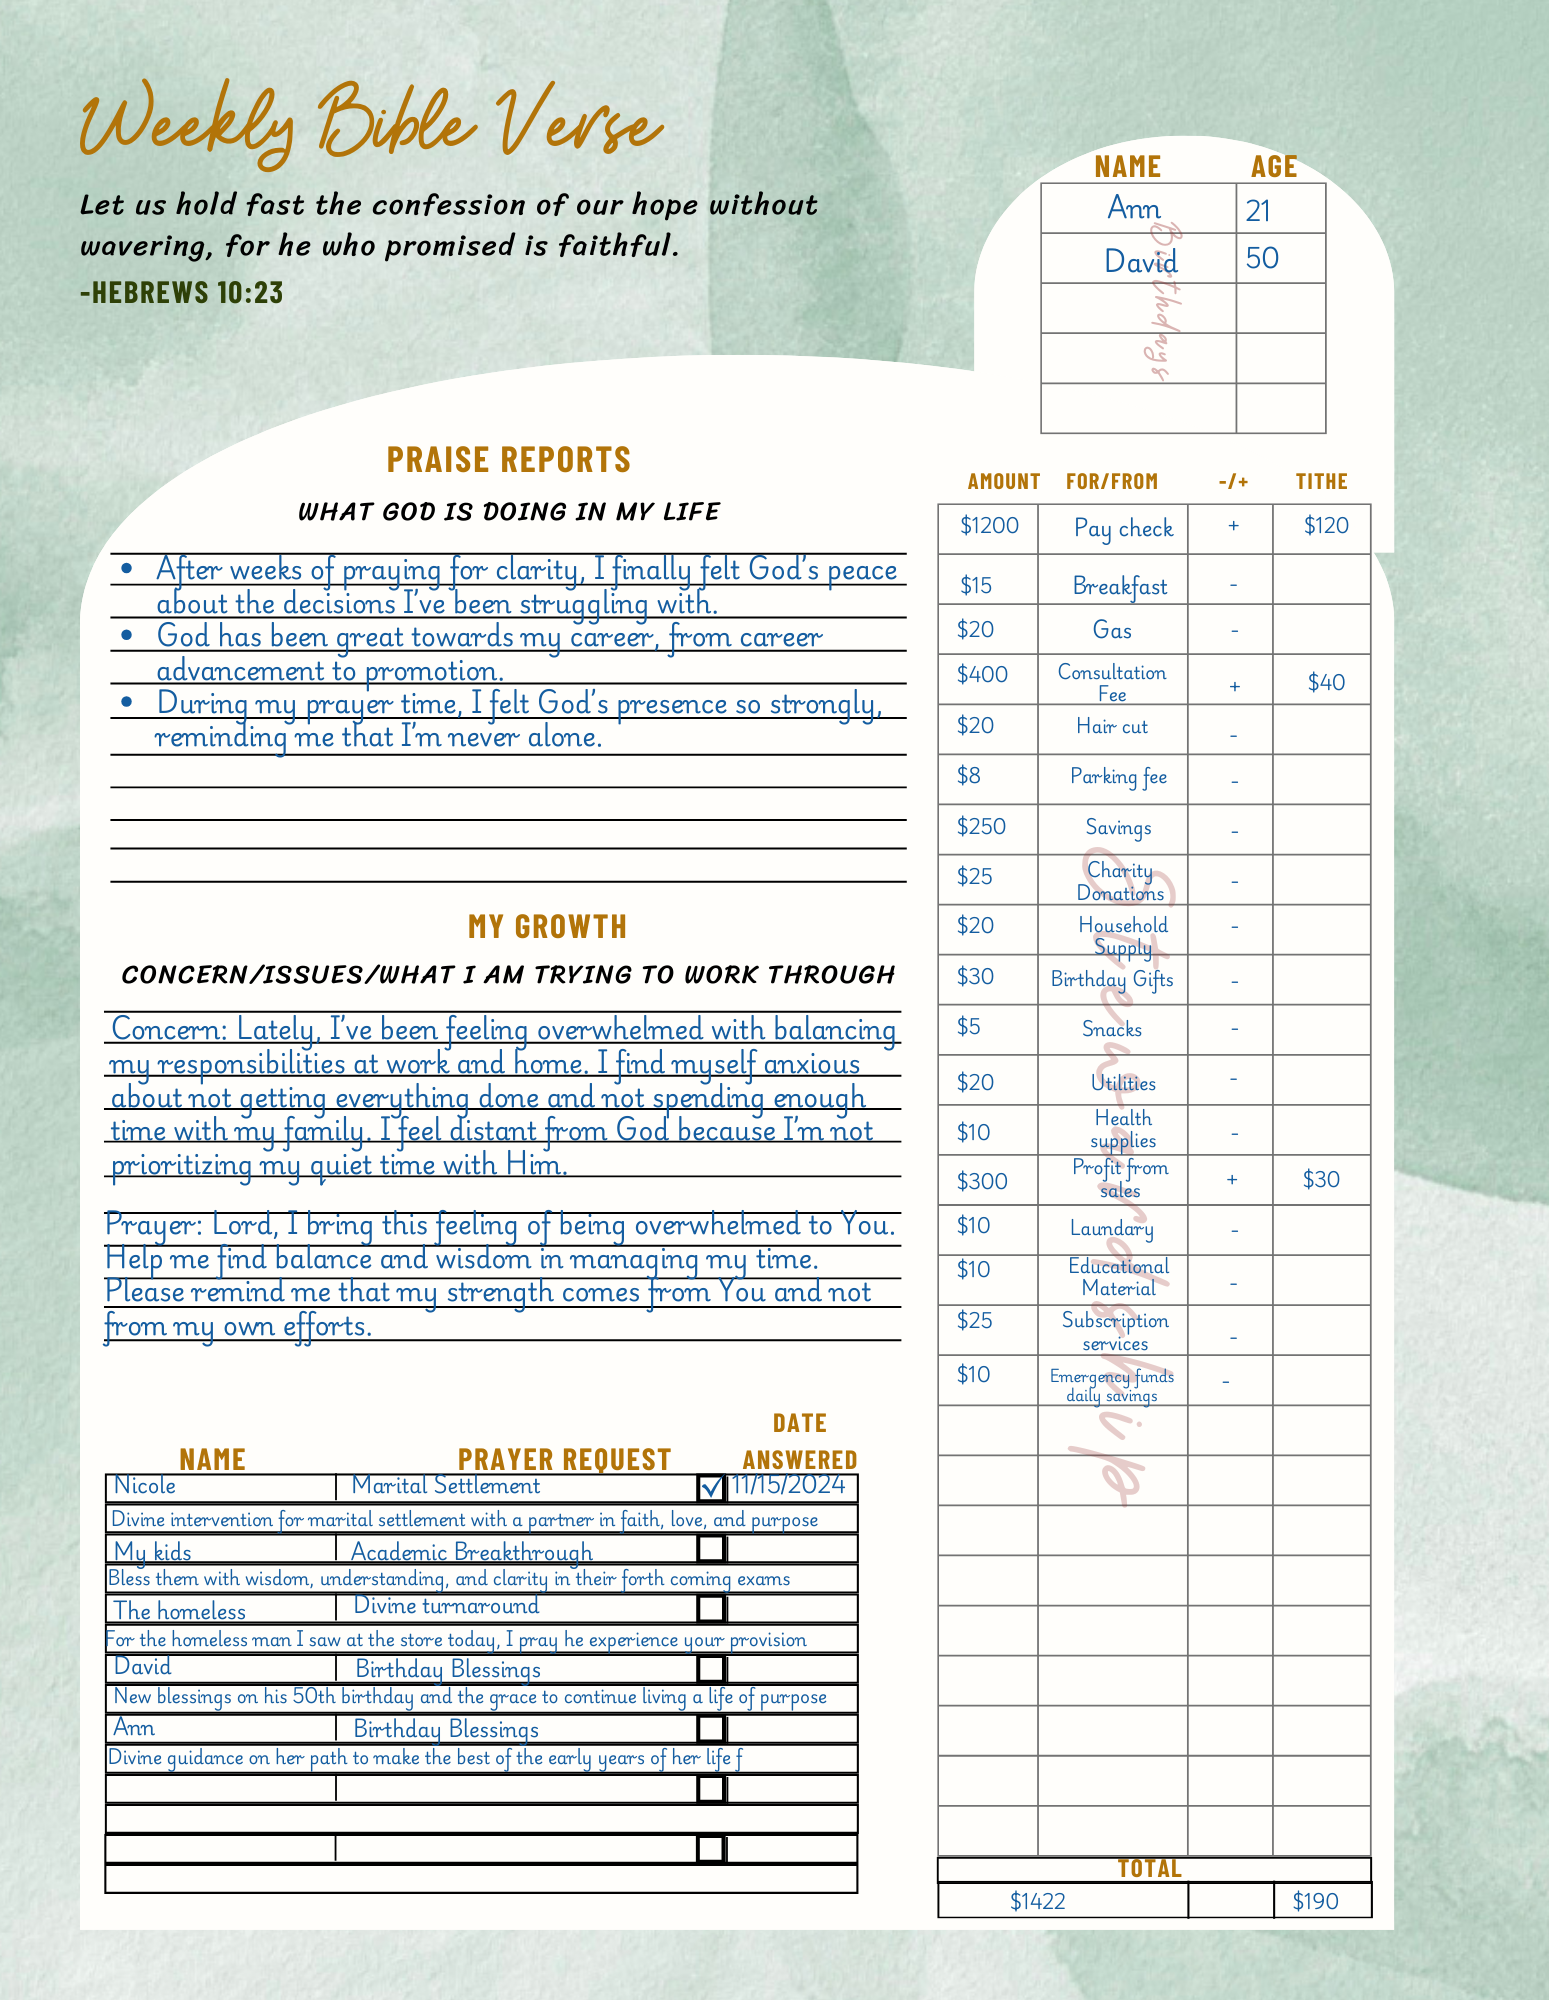 Weekly Bible Verse
Let us hold fast the confession of our hope without
wavering, for he who promised is faithful.
-HEBREWS 10:23
NAME AGE
Ann 21
David 50
Birthdays
PRAISE REPORTS
WHAT GOD IS DOING IN MY LIFE
• After weeks of praying for clarity, I finally felt God's peace
about the decisions I've been struggling with.
• God has been great towards my career, from career
advancement to promotion.
• During my prayer time, I felt God's presence so strongly,
reminding me that I'm never alone.
MY GROWTH
CONCERN/ISSUES/WHAT I AM TRYING TO WORK THROUGH
Concern: Lately, I've been feeling overwhelmed with balancing
my responsibilities at work and home. I find myself anxious
about not getting everything done and not spending enough
time with my family. I feel distant from God because I'm not
prioritizing my quiet time with Him.
Prayer: Lord, I bring this feeling of being overwhelmed to You.
Help me find balance and wisdom in managing my time.
Please remind me that my strength comes from You and not
from my own efforts.
DATE
NAME PRAYER REQUEST ANSWERED
Nicole Marital Settlement ✓ 11/15/2024
Divine intervention for marital settlement with a partner in faith, love, and purpose
My kids Academic Breakthrough
Bless them with wisdom, understanding, and clarity in their forth coming exams
The homeless Divine turnaround
For the homeless man I saw at the store today, I pray he experience your provision
David Birthday Blessings
New blessings on his 50th birthday and the grace to continue living a life of purpose
Ann Birthday Blessings
Divine guidance on her path to make the best of the early years of her life f
AMOUNT FOR/FROM -/+ TITHE
$1200 Pay check + $120
$15 Breakfast -
$20 Gas -
$400 Consultation
Fee + $40
$20 Hair cut -
$8 Parking fee -
$250 Savings -
$25 Charity
Donations -
$20 Household
Supply -
$30 Birthday Gifts -
$5 Snacks -
$20 Utilities -
$10 Health
supplies -
$300 Profit from
sales + $30
$10 Laundary -
$10 Educational
Material -
$25 Subscription
services -
$10 Emergency funds
daily savings -
Stewardship
TOTAL
$1422 $190